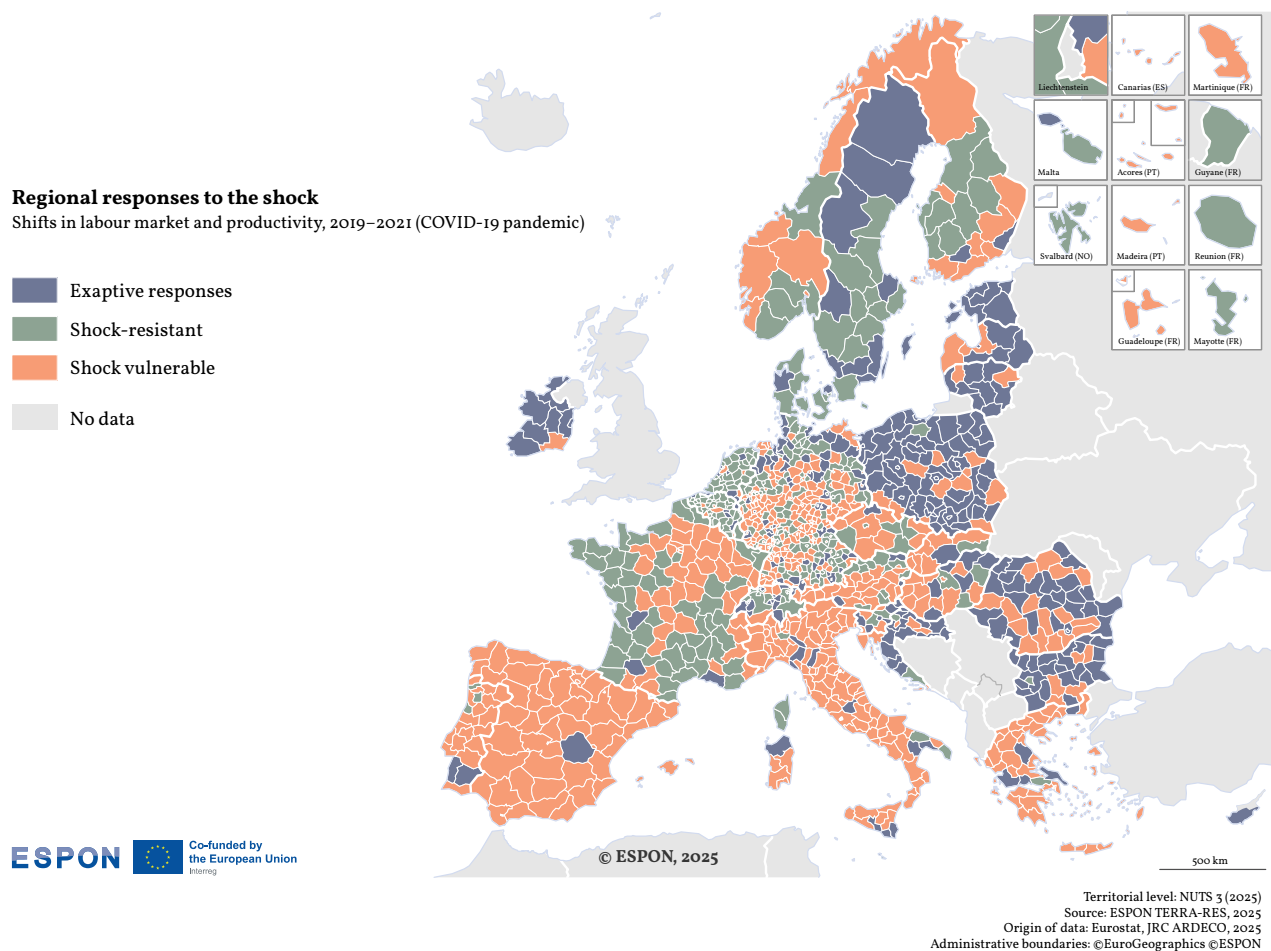 Regional responses to the shock
Shifts in labour market and productivity, 2019–2021 (COVID-19 pandemic)
Exaptive responses
Shock-resistant
Shock vulnerable
No data
Liechtenstein
Canarias (ES)
Martinique (FR)
Malta
Acores (PT)
Guyane (FR)
Svalbard (NO)
Madeira (PT)
Reunion (FR)
Guadeloupe (FR)
Mayotte (FR)
ESPON
Co-funded by
the European Union
Interreg
© ESPON, 2025
500 km
Territorial level: NUTS 3 (2025)
Source: ESPON TERRA-RES, 2025
Origin of data: Eurostat, JRC ARDECO, 2025
Administrative boundaries: ©EuroGeographics ©ESPON